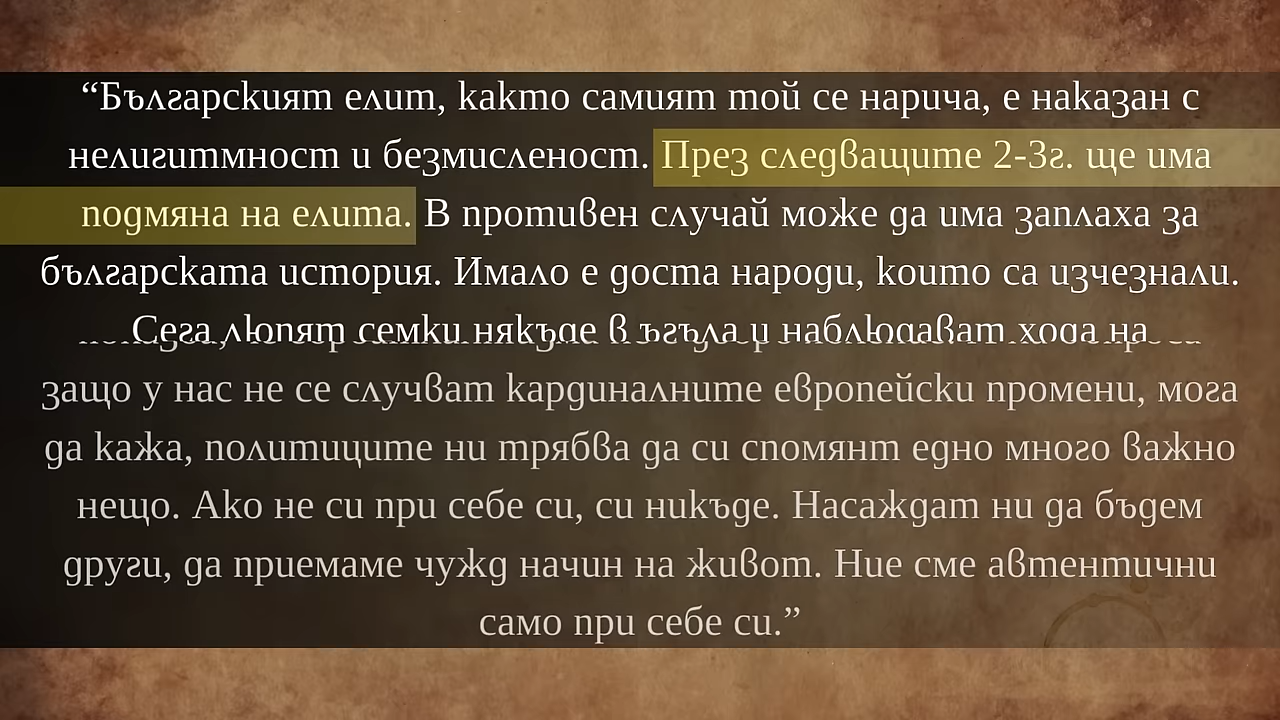 “Българският елит, както самият той се нарича, е наказан с
нелигитмност и безмисленост. През следващите 2-3г. ще има
подмяна на елита. В противен случай може да има заплаха за
българската история. Имало е доста народи, които са изчезнали.
Сега люпят семки някъде в ъгъла и наблюдават хода на
защо у нас не се случват кардиналните европейски промени, мога
да кажа, политиците ни трябва да си спомянт едно много важно
нещо. Ако не си при себе си, си никъде. Насаждат ни да бъдем
други, да приемаме чужд начин на живот. Ние сме автентични
само при себе си.”